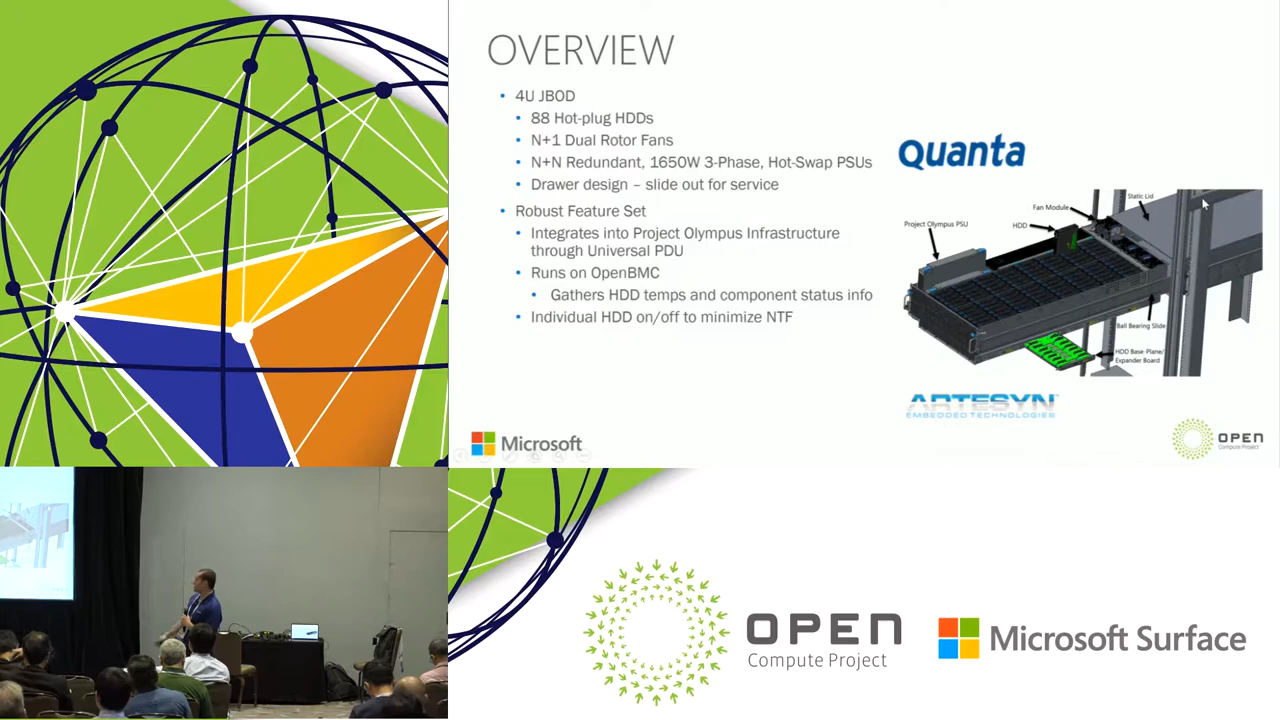 OVERVIEW
• 4U JBOD
• 88 Hot-plug HDDs
• N+1 Dual Rotor Fans
• N+N Redundant, 1650W 3-Phase, Hot-Swap PSUs
• Drawer design – slide out for service
• Robust Feature Set
• Integrates into Project Olympus Infrastructure
through Universal PDU
• Runs on OpenBMC
• Gathers HDD temps and component status info
• Individual HDD on/off to minimize NTF
Quanta
Static Lid
Fan Module
HDD
Project Olympus PSU
Ball Bearing Slide
HDD Base-Plane/
Expander Board
ARTESYN
EMBEDDED TECHNOLOGIES
Microsoft
OPEN
Compute Project
OPEN
Compute Project
Microsoft Surface